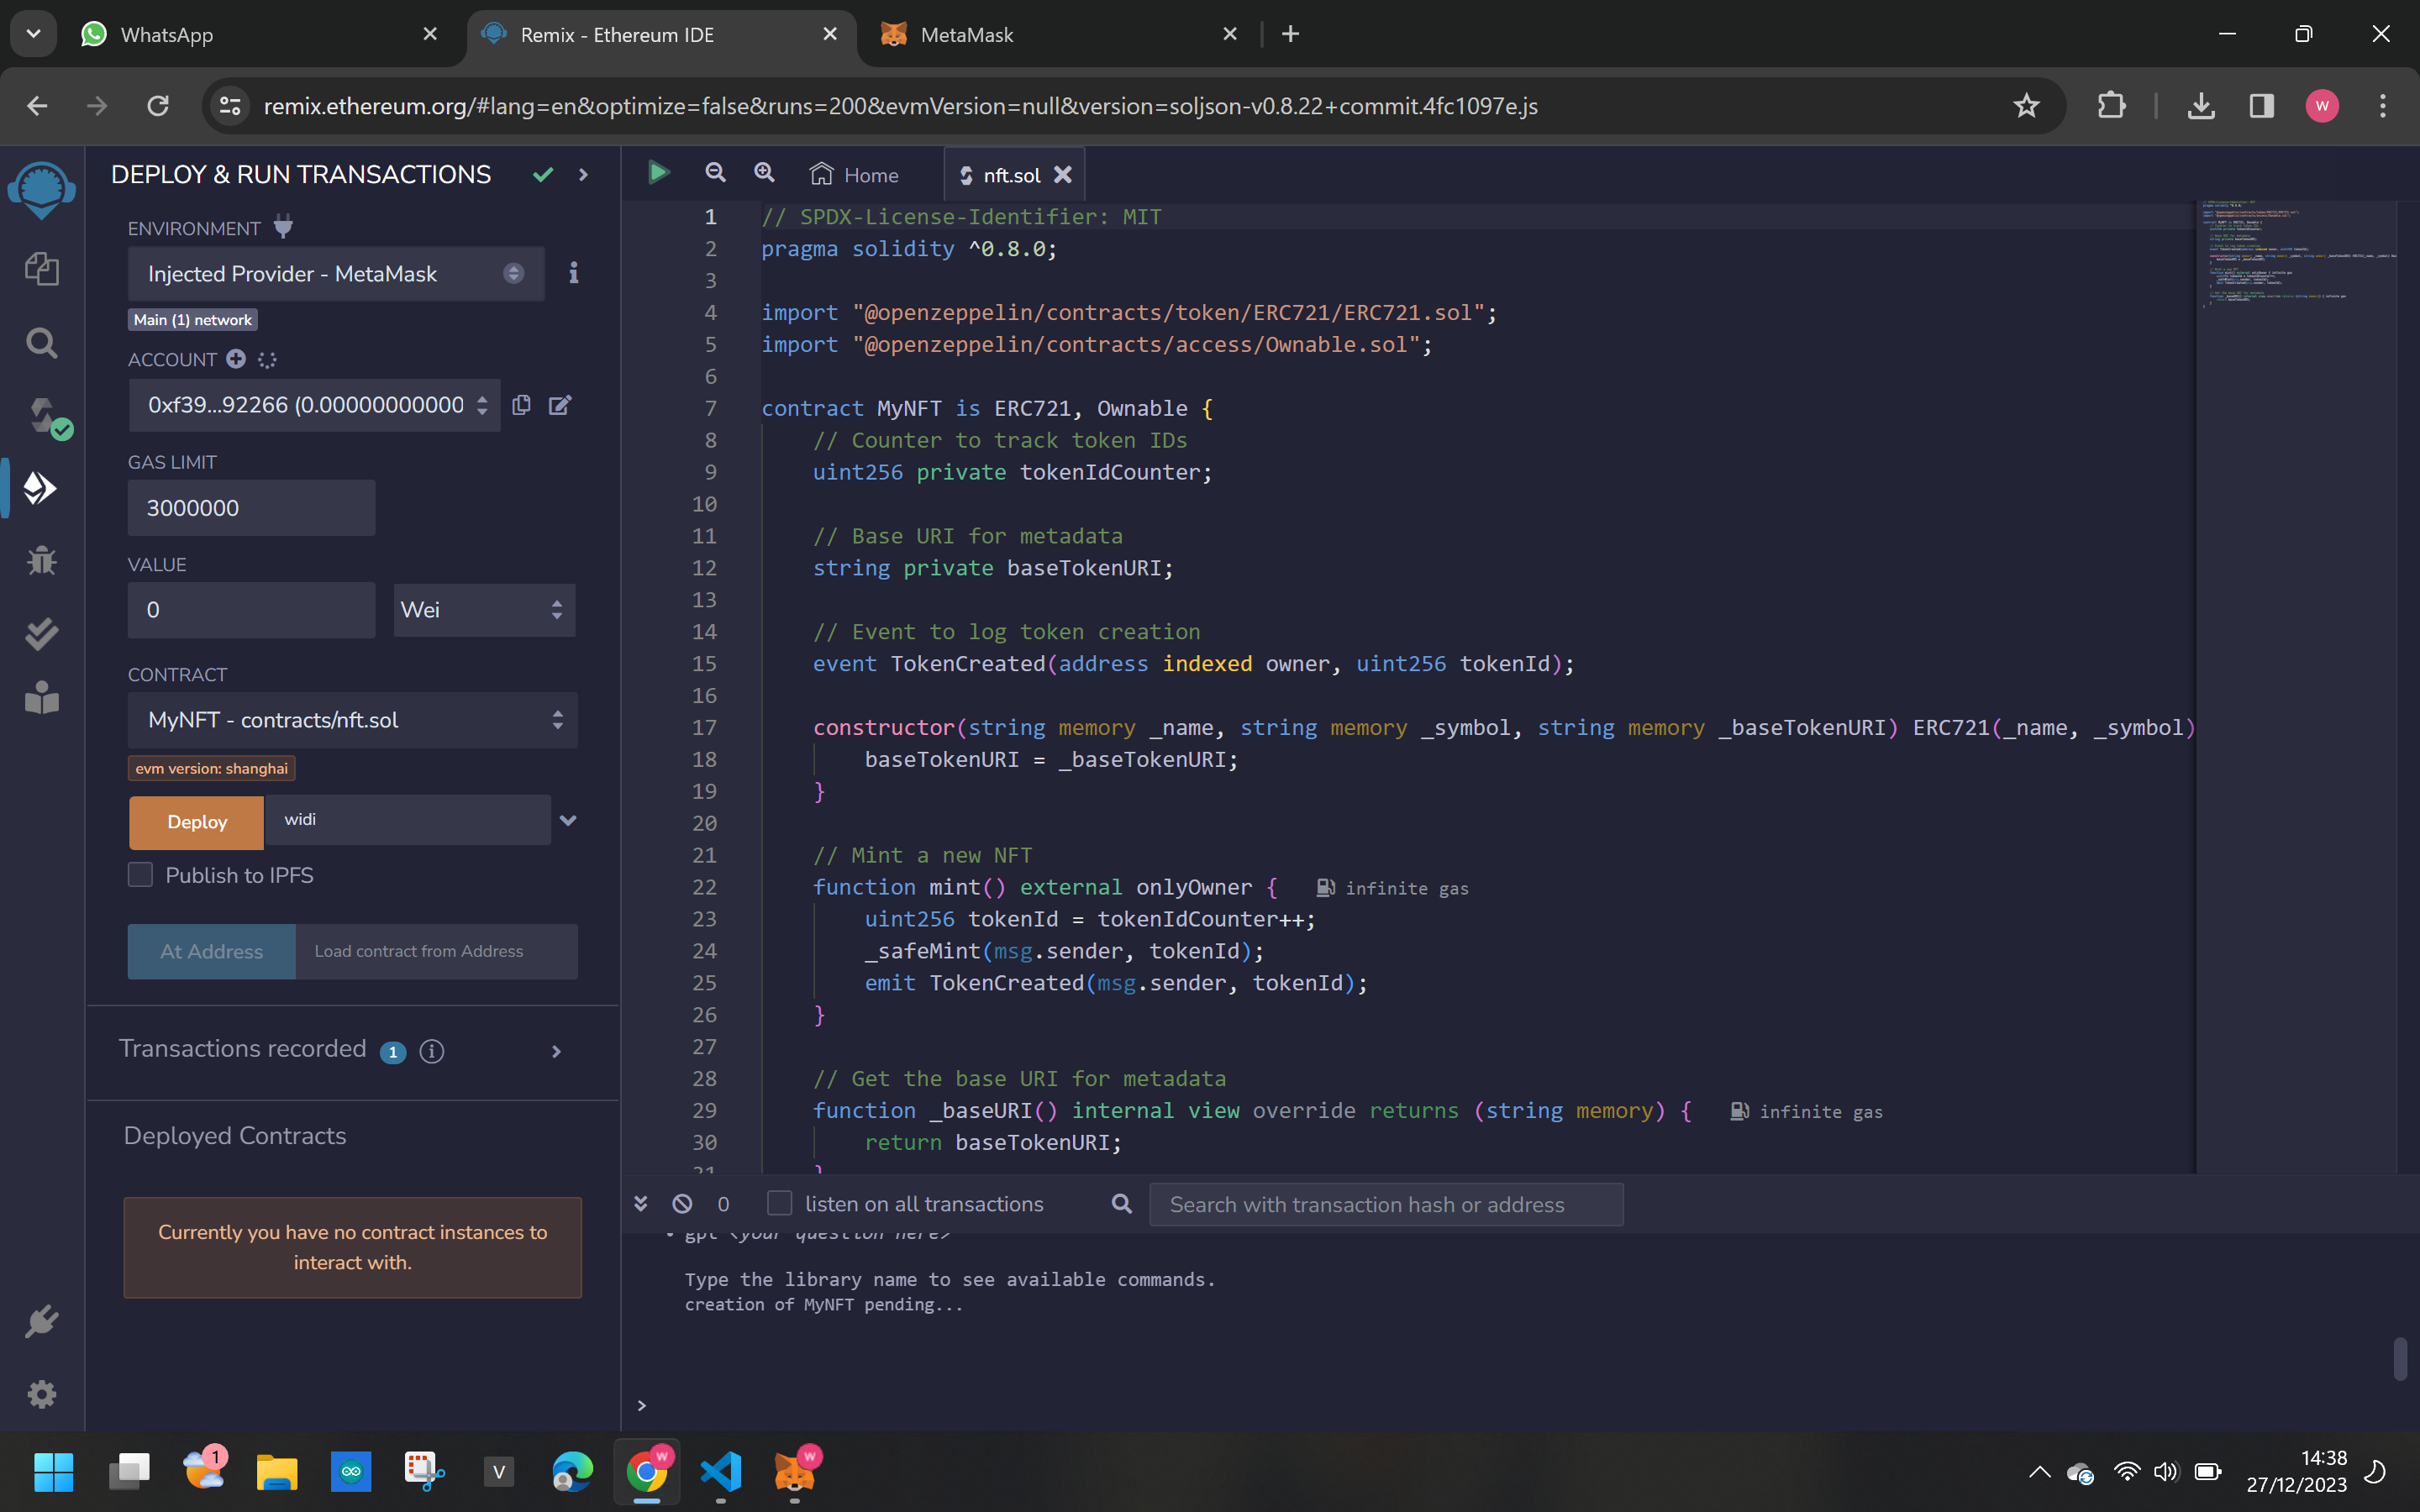 WhatsApp
Remix - Ethereum IDE
MetaMask
remix.ethereum.org/#lang=en&optimize=false&runs=200&evmVersion=null&version=soljson-v0.8.22+commit.4fc1097e.js
W
DEPLOY & RUN TRANSACTIONS
ENVIRONMENT
Injected Provider - MetaMask
Main (1) network
ACCOUNT
0xf39...92266 (0.00000000000
GAS LIMIT
3000000
VALUE
0
Wei
CONTRACT
MyNFT - contracts/nft.sol
evm version: shanghai
Deploy
widi
Publish to IPFS
At Address
Load contract from Address
Transactions recorded 1
Deployed Contracts
Currently you have no contract instances to
interact with.
Home
nft.sol
1 // SPDX-License-Identifier: MIT
2 pragma solidity ^0.8.0;
3
4 import "@openzeppelin/contracts/token/ERC721/ERC721.sol";
5 import "@openzeppelin/contracts/access/Ownable.sol";
6
7 contract MyNFT is ERC721, Ownable {
8 // Counter to track token IDs
9 uint256 private tokenIdCounter;
10
11 // Base URI for metadata
12 string private baseTokenURI;
13
14 // Event to log token creation
15 event TokenCreated(address indexed owner, uint256 tokenId);
16
17 constructor(string memory _name, string memory _symbol, string memory _baseTokenURI) ERC721(_name, _symbol)
18 baseTokenURI = _baseTokenURI;
19 }
20
21 // Mint a new NFT
22 function mint() external onlyOwner { infinite gas
23 uint256 tokenId = tokenIdCounter++;
24 _safeMint(msg.sender, tokenId);
25 emit TokenCreated(msg.sender, tokenId);
26 }
27
28 // Get the base URI for metadata
29 function _baseURI() internal view override returns (string memory) { infinite gas
30 return baseTokenURI;
31 }
0
listen on all transactions
Search with transaction hash or address
• gpt <your question here>
Type the library name to see available commands.
creation of MyNFT pending...
>
1
V
W
W
14:38
27/12/2023